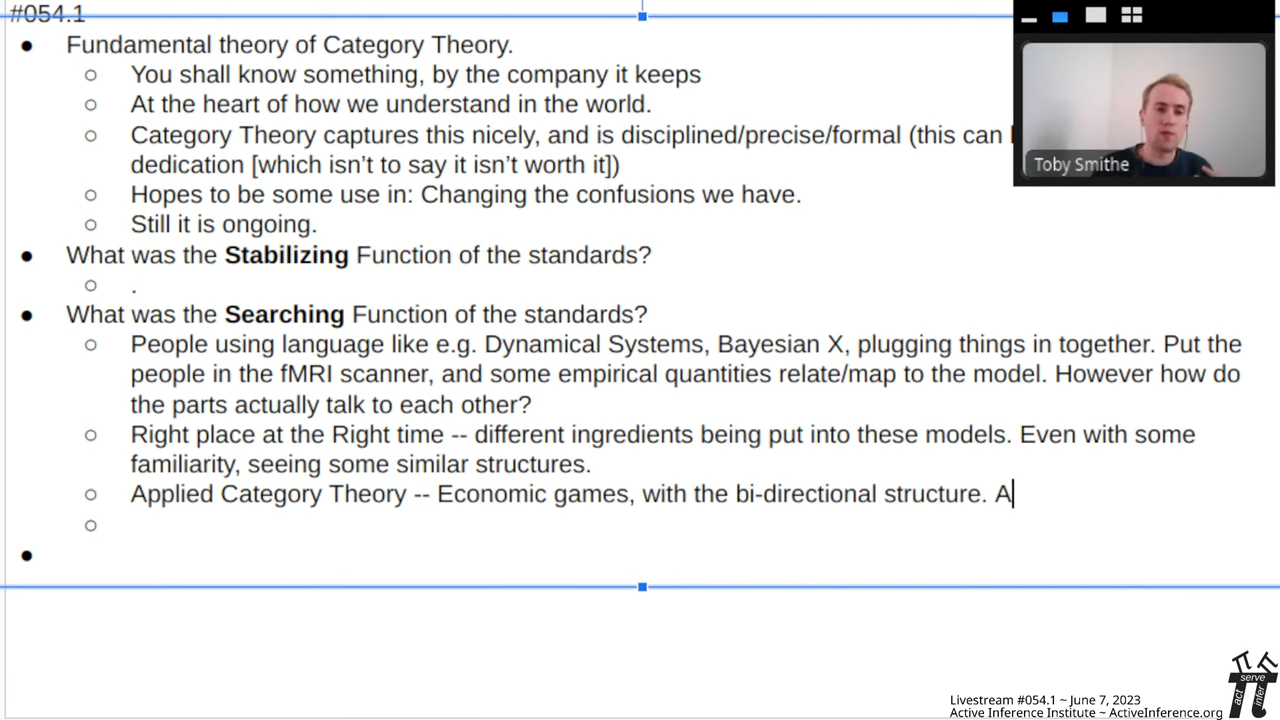 #054.1
● Fundamental theory of Category Theory.
○ You shall know something, by the company it keeps
○ At the heart of how we understand in the world.
○ Category Theory captures this nicely, and is disciplined/precise/formal (this can
dedication [which isn’t to say it isn’t worth it])
○ Hopes to be some use in: Changing the confusions we have.
○ Still it is ongoing.
● What was the Stabilizing Function of the standards?
○ .
● What was the Searching Function of the standards?
○ People using language like e.g. Dynamical Systems, Bayesian X, plugging things in together. Put the
people in the fMRI scanner, and some empirical quantities relate/map to the model. However how do
the parts actually talk to each other?
○ Right place at the Right time -- different ingredients being put into these models. Even with some
familiarity, seeing some similar structures.
○ Applied Category Theory -- Economic games, with the bi-directional structure. A
○
●
Toby Smithe
serve
act
infer
Livestream #054.1 ~ June 7, 2023
Active Inference Institute ~ ActiveInference.org